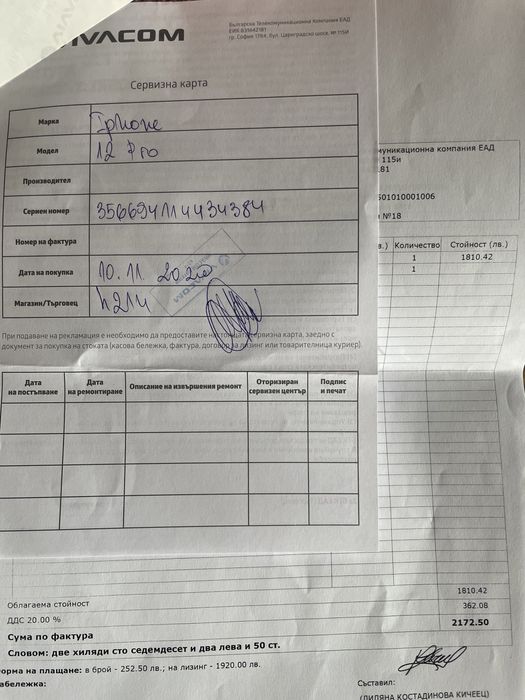 VIVACOM
Българска Телекомуникационна Компания ЕАД
ЕИК 831642181
гр. София 1784, бул. Цариградско шосе, № 115И
Сервизна карта
Марка Iphone
Модел 12 Pro
Производител
Сериен номер 356694114434384
Номер на фактура
Дата на покупка 10.11.2020
Магазин/Търговец h214
При подаване на рекламация е необходимо да предоставите настоящата сервизна карта, заедно с
документ за покупка на стоката (касова бележка, фактура, договор за лизинг или товарителница куриер).
Дата на постъпване
Дата на ремонтиране
Описание на извършения ремонт
Оторизиран сервизен център
Подпис и печат
муникационна компания ЕАД
115и
81
501010001006
№18
в.) Количество Стойност (лв.)
1 1810.42
1
1810.42
Облагаема стойност
ДДС 20.00 % 362.08
Сума по фактура 2172.50
Словом: две хиляди сто седемдесет и два лева и 50 ст.
орма на плащане: в брой - 252.50 лв.; на лизинг - 1920.00 лв.
абележка:
Съставил:
(ЛИЛЯНА КОСТАДИНОВА КИЧЕЕЦ)